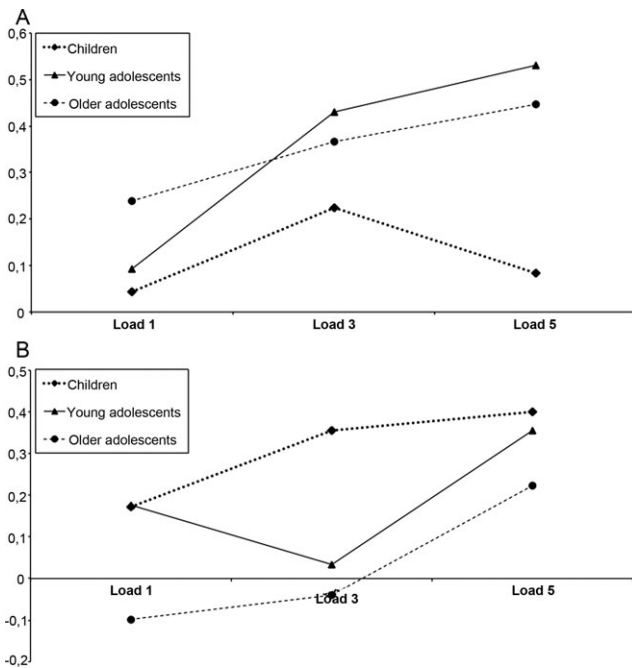 A
0,6
Children
Young adolescents
Older adolescents
0,5
0,4
0,3
0,2
0,1
0
Load 1 Load 3 Load 5
B
0,5
Children
Young adolescents
Older adolescents
0,4
0,3
0,2
0,1
0
Load 1 Load 3 Load 5
-0,1
-0,2